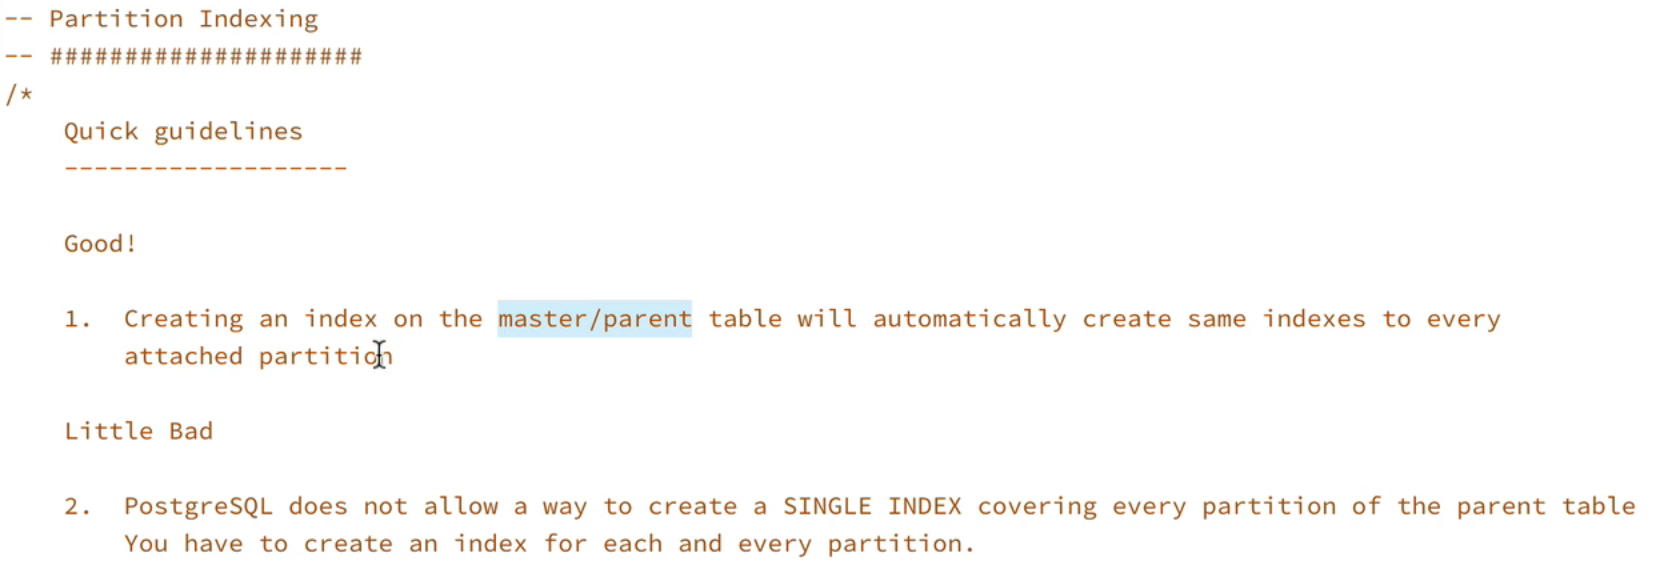 -- Partition Indexing
-- #####################
/*
Quick guidelines
-------------------
Good!
1. Creating an index on the master/parent table will automatically create same indexes to every
attached partition
Little Bad
2. PostgreSQL does not allow a way to create a SINGLE INDEX covering every partition of the parent table
You have to create an index for each and every partition.